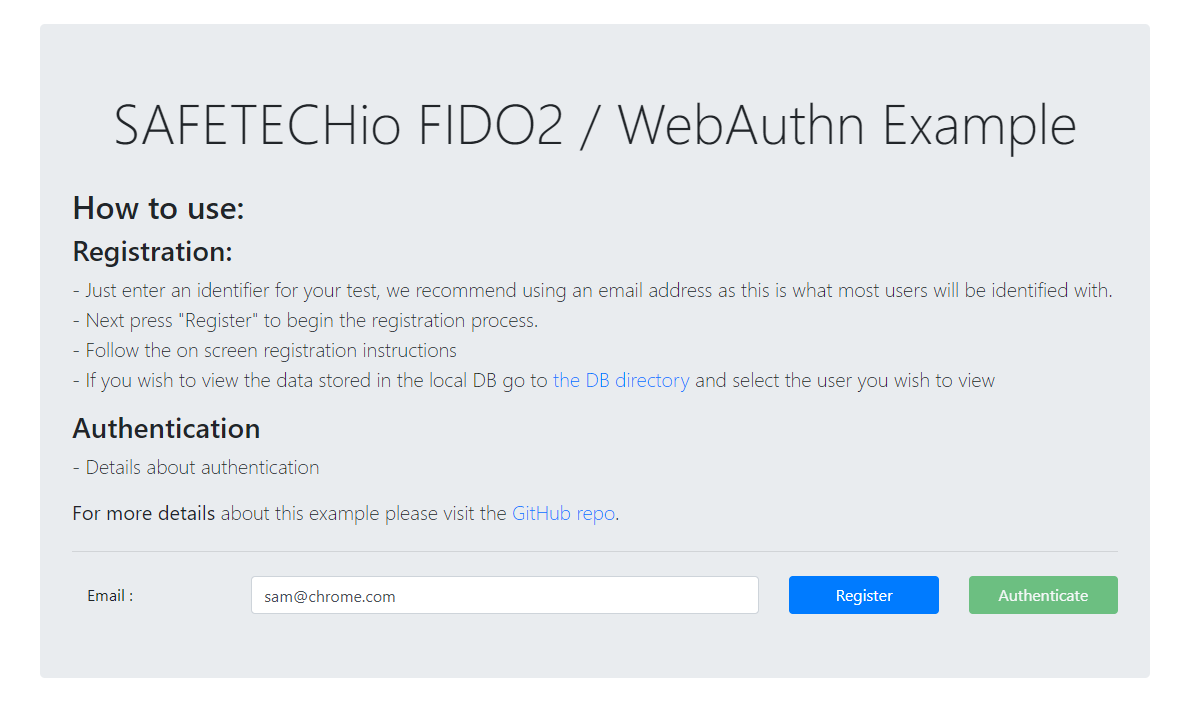 SAFETECHio FIDO2 / WebAuthn Example
How to use:
Registration:
- Just enter an identifier for your test, we recommend using an email address as this is what most users will be identified with.
- Next press "Register" to begin the registration process.
- Follow the on screen registration instructions
- If you wish to view the data stored in the local DB go to the DB directory and select the user you wish to view
Authentication
- Details about authentication
For more details about this example please visit the GitHub repo.
Email : sam@chrome.com Register Authenticate